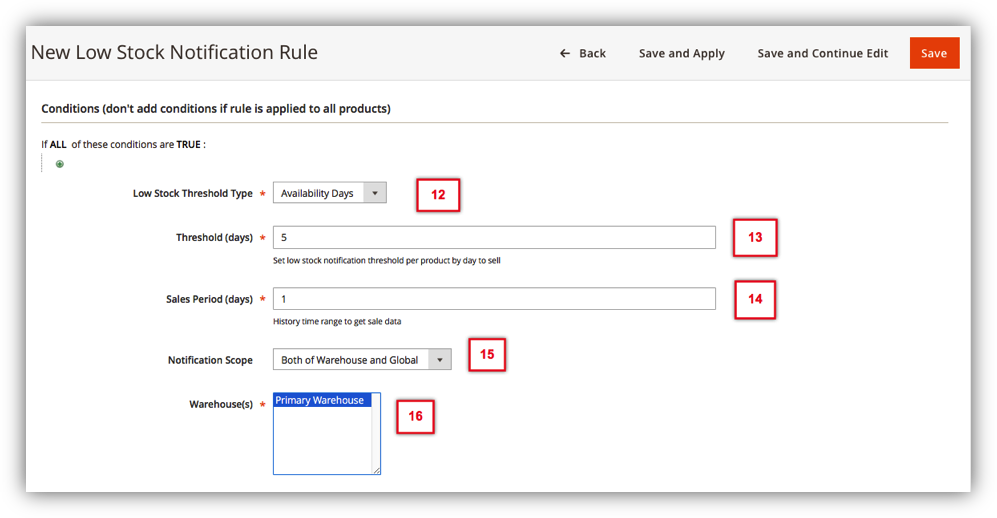 New Low Stock Notification Rule
Back Save and Apply Save and Continue Edit Save
Conditions (don't add conditions if rule is applied to all products)
If ALL of these conditions are TRUE :
Low Stock Threshold Type * Availability Days 12
Threshold (days) * 5 13
Set low stock notification threshold per product by day to sell
Sales Period (days) * 1 14
History time range to get sale data
Notification Scope Both of Warehouse and Global 15
Warehouse(s) * Primary Warehouse 16